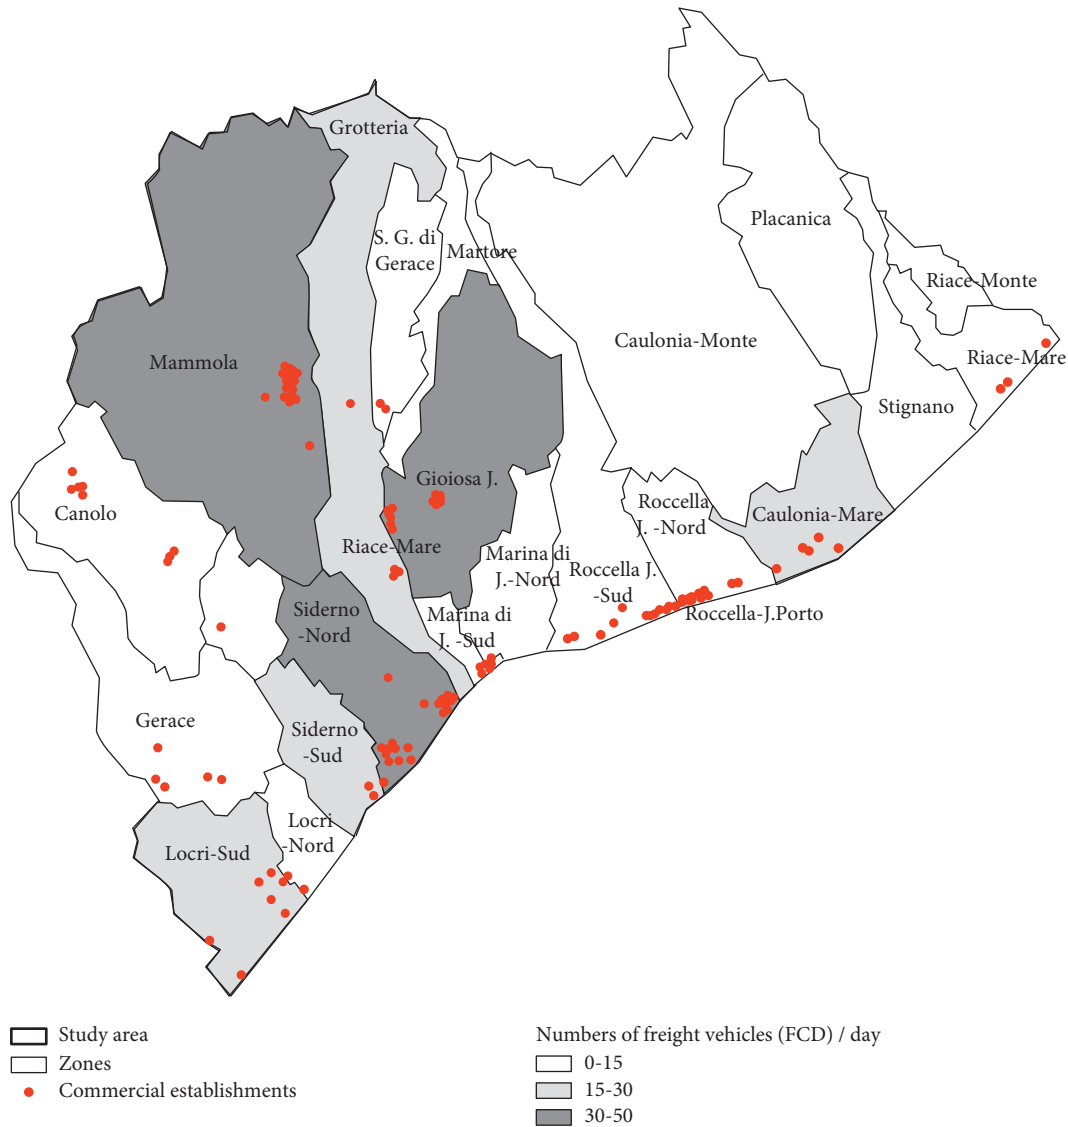 Grotteria
Placanica
S. G. di
Gerace
Martore
Riace-Monte
Caulonia-Monte
Riace-Mare
Mammola
Stignano
Gioiosa J.
Canolo
Roccella
J. -Nord
Caulonia-Mare
Riace-Mare
Marina di
J.-Nord
Roccella J.
-Sud
Siderno
-Nord
Marina di
J. -Sud
Roccella-J.Porto
Gerace
Siderno
-Sud
Locri
-Nord
Locri-Sud
Study area
Zones
Commercial establishments
Numbers of freight vehicles (FCD) / day
0-15
15-30
30-50